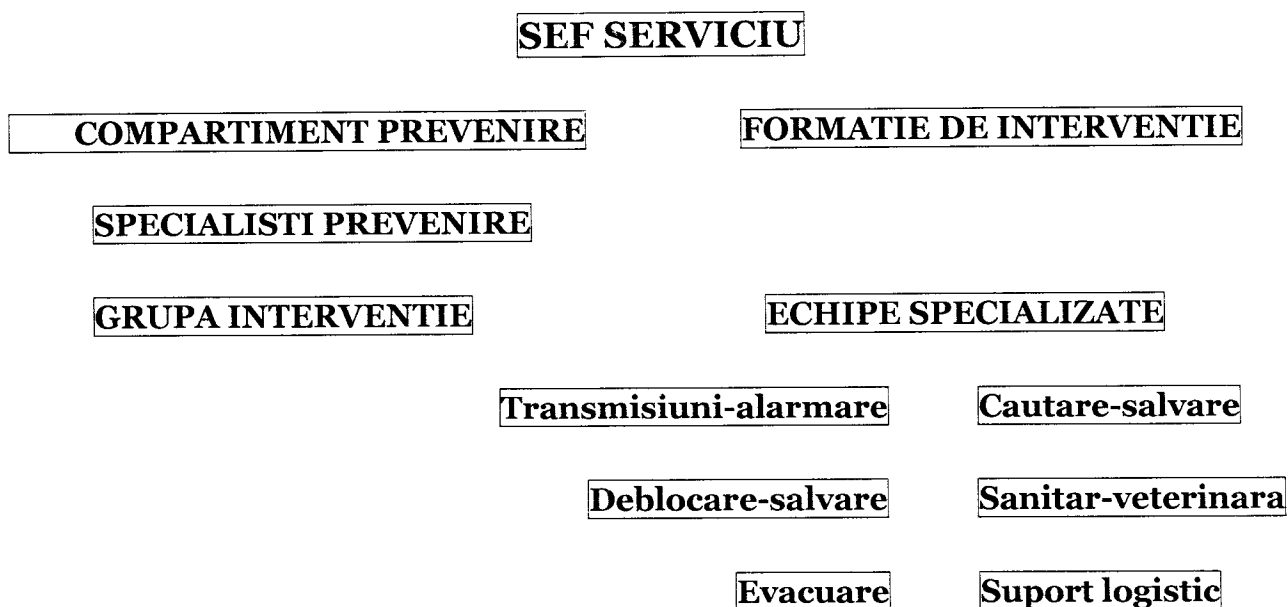 SEF SERVICIU
COMPARTIMENT PREVENIRE FORMATIE DE INTERVENTIE
SPECIALISTI PREVENIRE
GRUPA INTERVENTIE ECHIPE SPECIALIZATE
Transmisiuni-alarmare Cautare-salvare
Deblocare-salvare Sanitar-veterinara
Evacuare Suport logistic